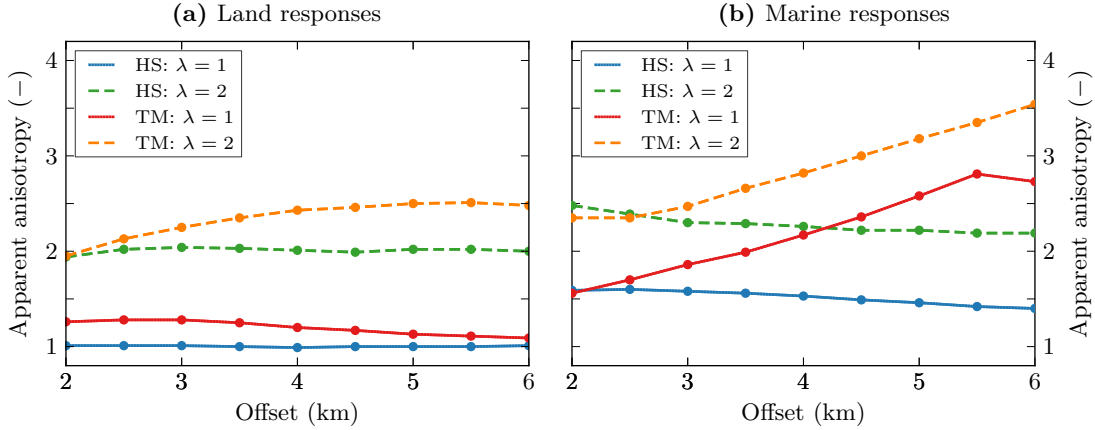 (a) Land responses
(b) Marine responses
Apparent anisotropy (−)
4
3
2
1
HS: λ = 1
HS: λ = 2
TM: λ = 1
TM: λ = 2
2 3 4 5 6
Offset (km)
HS: λ = 1
HS: λ = 2
TM: λ = 1
TM: λ = 2
2 3 4 5 6
Offset (km)
4
3
2
1
Apparent anisotropy (−)